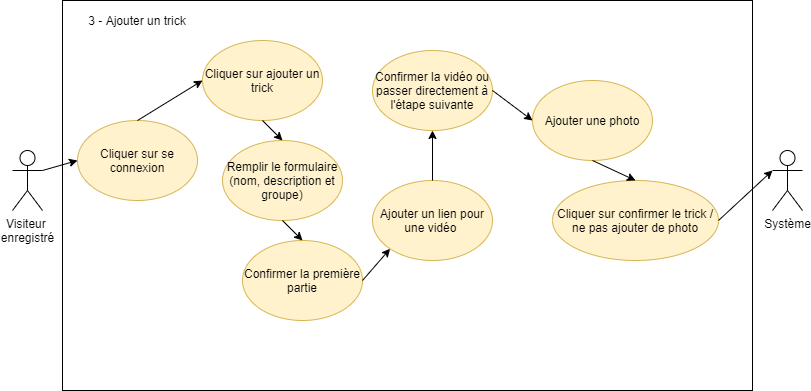 3 - Ajouter un trick
Visiteur
enregistré
Cliquer sur se
connexion
Cliquer sur ajouter un
trick
Remplir le formulaire
(nom, description et
groupe)
Confirmer la première
partie
Ajouter un lien pour
une vidéo
Confirmer la vidéo ou
passer directement à
l'étape suivante
Ajouter une photo
Cliquer sur confirmer le trick /
ne pas ajouter de photo
Système